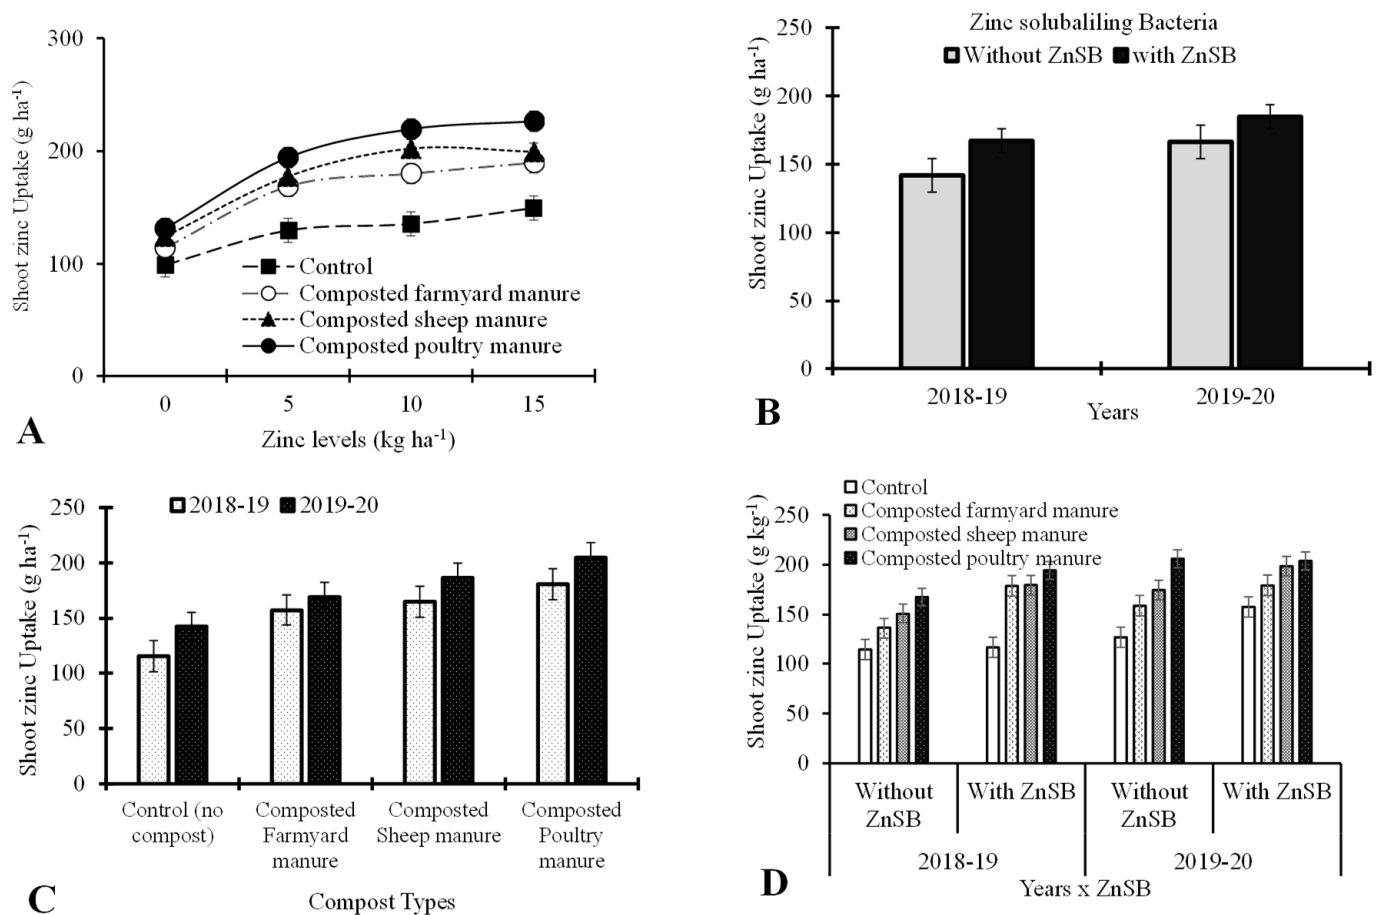 A
300
200
100
0
Shoot zinc Uptake (g ha-1)
Control
Composted farmyard manure
Composted sheep manure
Composted poultry manure
0 5 10 15
Zinc levels (kg ha-1)
B
Zinc solubaliling Bacteria
Without ZnSB with ZnSB
250
200
150
100
50
0
Shoot zinc Uptake (g ha-1)
2018-19 2019-20
Years
C
2018-19 2019-20
250
200
150
100
50
0
Shoot zinc Uptake (g ha-1)
Control (no compost)
Composted Farmyard manure
Composted Sheep manure
Composted Poultry manure
Compost Types
D
Control
Composted farmyard manure
Composted sheep manure
Composted poultry manure
250
200
150
100
50
0
Shoot zinc Uptake (g kg-1)
Without ZnSB
With ZnSB
Without ZnSB
With ZnSB
2018-19 2019-20
Years x ZnSB